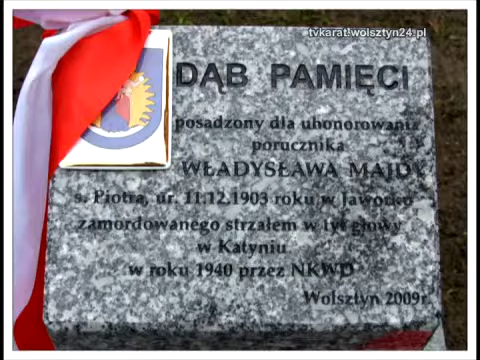 tvkarat.wolsztyn24.pl
DĄB PAMIĘCI
posadzony dla uhonorowania
porucznika
WŁADYSŁAWA MAJDY
s. Piotra, ur. 11.12.1903 roku w Jaworku
zamordowanego strzałem w tył głowy
w Katyniu
w roku 1940 przez NKWD
Wolsztyn 2009r.